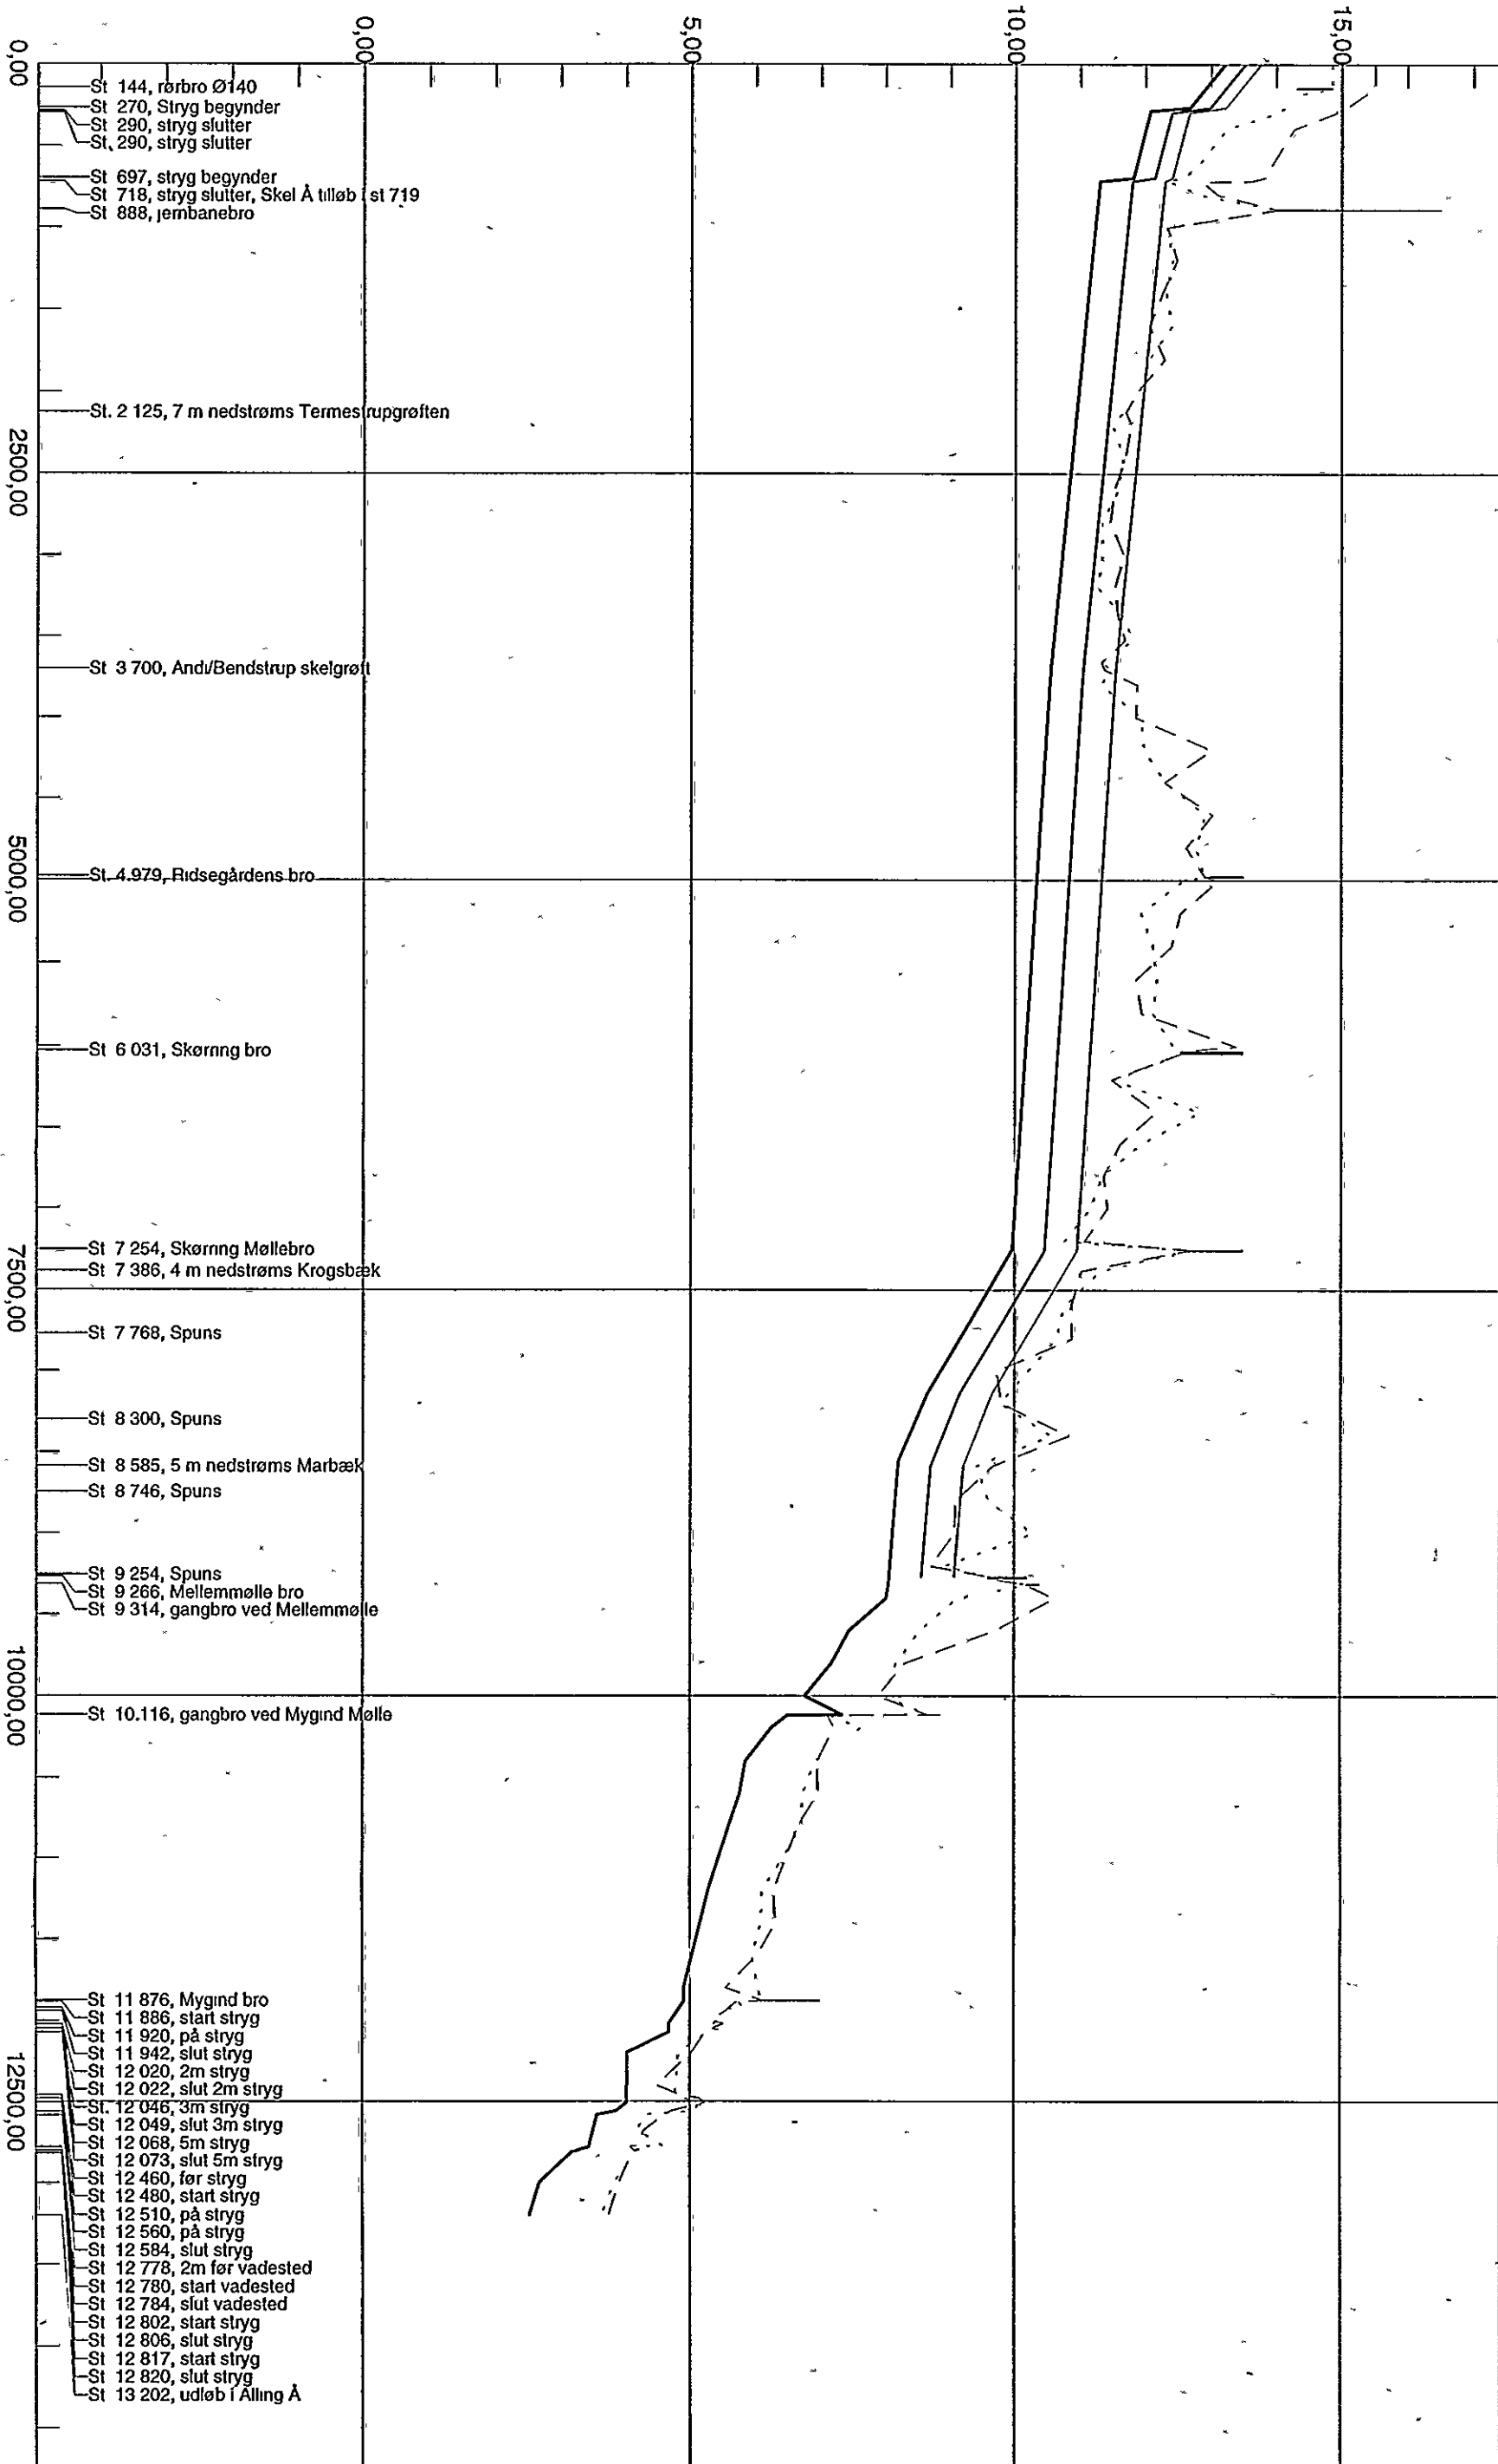 0,00
5,00
10,00
15,00
0,00
2500,00
5000,00
7500,00
10000,00
12500,00
St 144, rørbro Ø140
St 270, Stryg begynder
St 290, stryg slutter
St. 290, stryg slutter
St 697, stryg begynder
St 718, stryg slutter, Skel Å tilløb i st 719
St 888, jernbanebro
St. 2 125, 7 m nedstrøms Termestrupgrøften
St 3 700, Andi/Bendstrup skelgrøft
St. 4.979, Ridsegårdens bro
St 6 031, Skørring bro
St 7 254, Skørring Møllebro
St 7 386, 4 m nedstrøms Krogsbæk
St 7 768, Spuns
St 8 300, Spuns
St 8 585, 5 m nedstrøms Marbæk
St 8 746, Spuns
St 9 254, Spuns
St 9 266, Mellemmølle bro
St 9 314, gangbro ved Mellemmølle
St 10.116, gangbro ved Mygind Mølle
St 11 876, Mygind bro
St 11 886, start stryg
St 11 920, på stryg
St 11 942, slut stryg
St 12 020, 2m stryg
St 12 022, slut 2m stryg
St. 12 046, 3m stryg
St 12 049, slut 3m stryg
St 12 068, 5m stryg
St 12 073, slut 5m stryg
St 12 460, før stryg
St 12 480, start stryg
St 12 510, på stryg
St 12 560, på stryg
St 12 584, slut stryg
St 12 778, 2m før vadested
St 12 780, start vadested
St 12 784, slut vadested
St 12 802, start stryg
St 12 806, slut stryg
St 12 817, start stryg
St 12 820, slut stryg
St 13 202, udløb i Alling Å